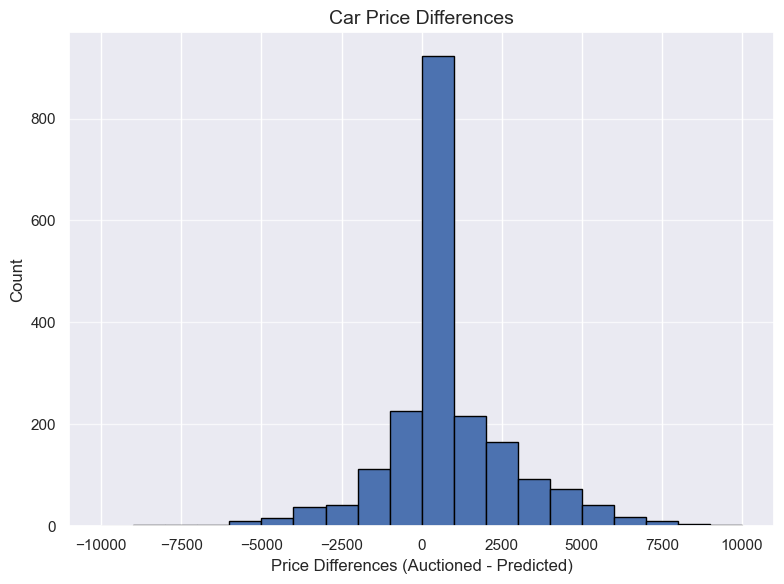 Car Price Differences
800
600
400
200
0
Count
−10000 −7500 −5000 −2500 0 2500 5000 7500 10000
Price Differences (Auctioned - Predicted)